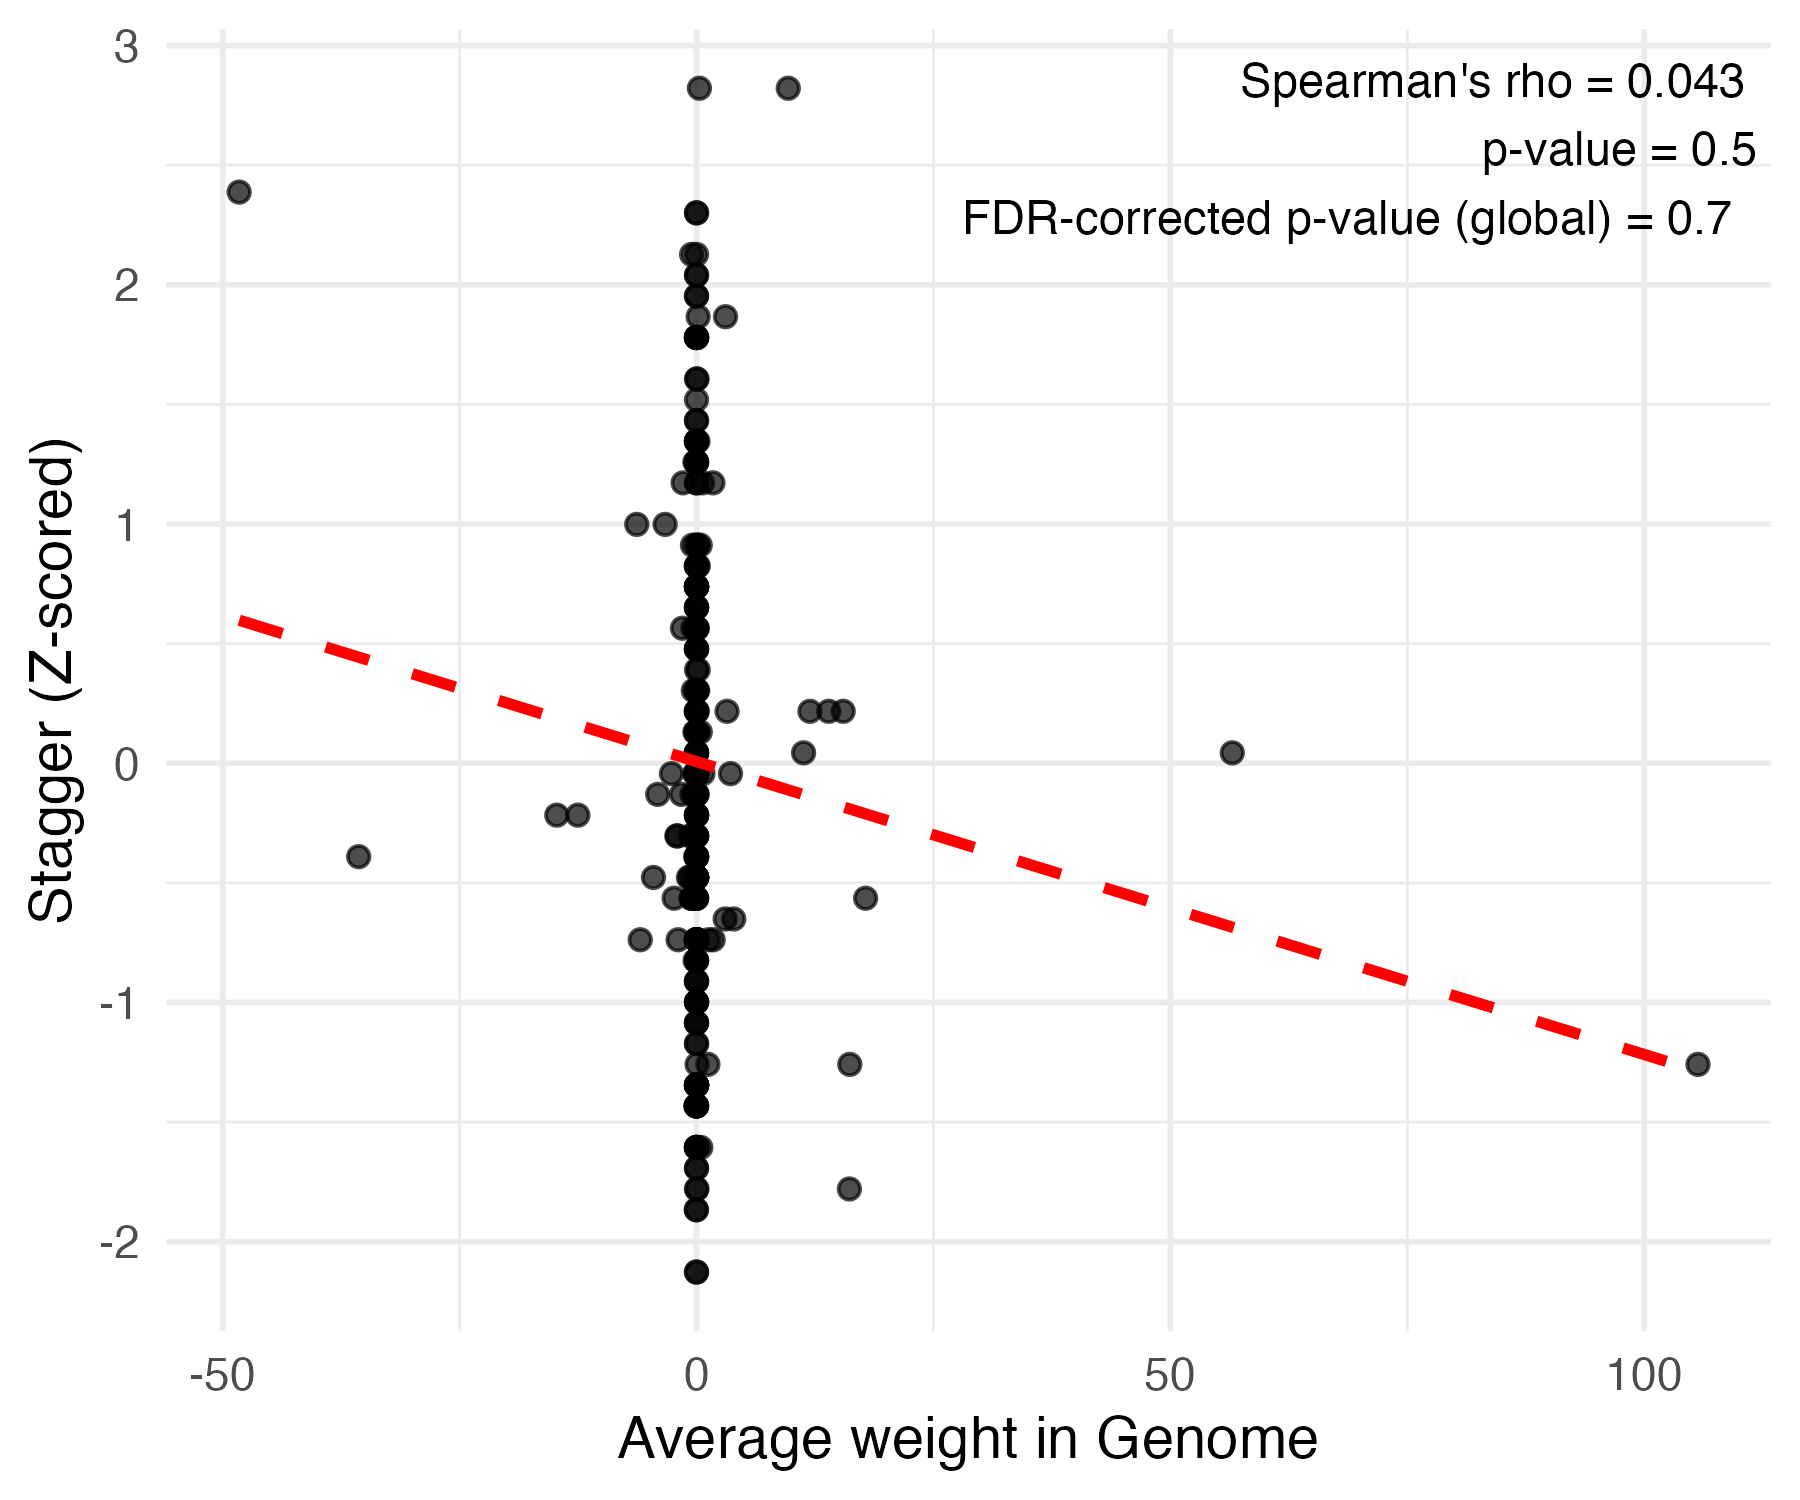 Spearman's rho = 0.043
p-value = 0.5
FDR-corrected p-value (global) = 0.7
3
2
1
0
-1
-2
Stagger (Z-scored)
-50
0
50
100
Average weight in Genome